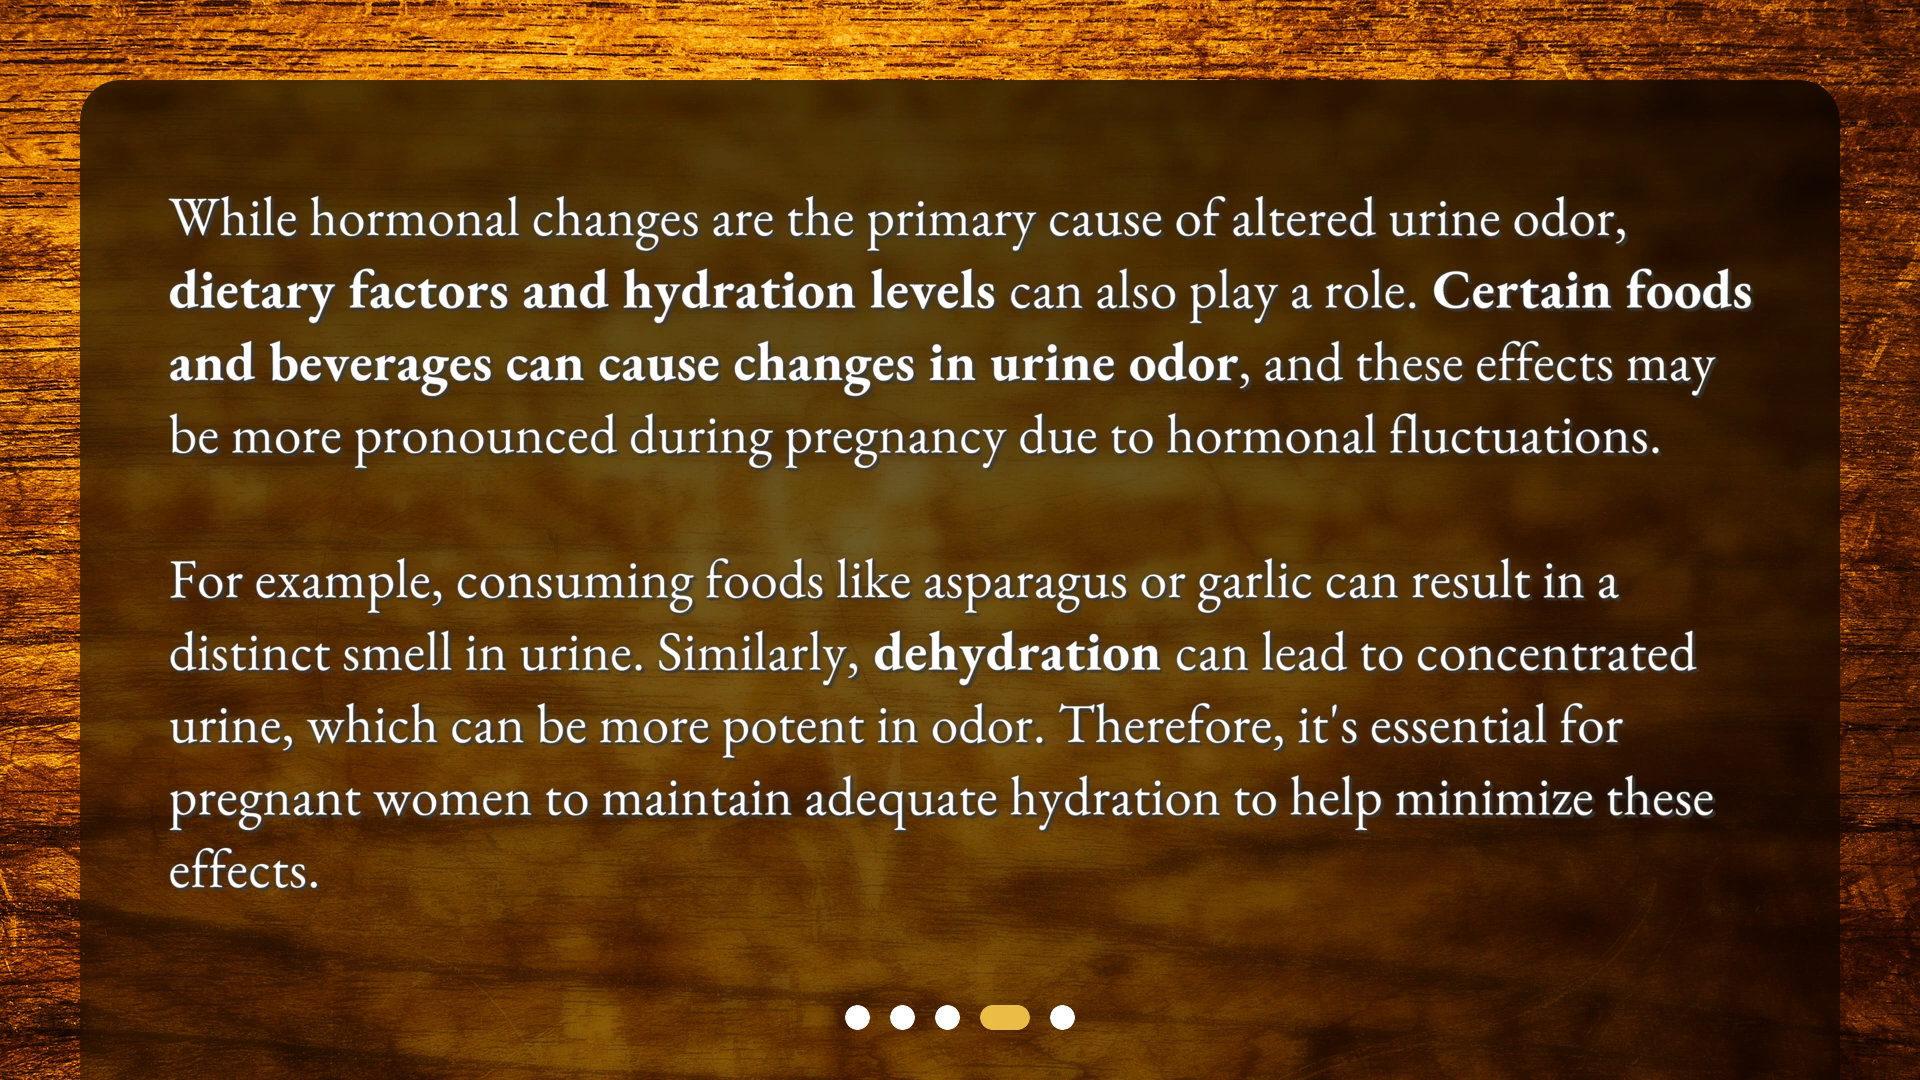 While hormonal changes are the primary cause of altered urine odor,
dietary factors and hydration levels can also play a role. Certain foods
and beverages can cause changes in urine odor, and these effects may
be more pronounced during pregnancy due to hormonal fluctuations.
For example, consuming foods like asparagus or garlic can result in a
distinct smell in urine. Similarly, dehydration can lead to concentrated
urine, which can be more potent in odor. Therefore, it's essential for
pregnant women to maintain adequate hydration to help minimize these
effects.